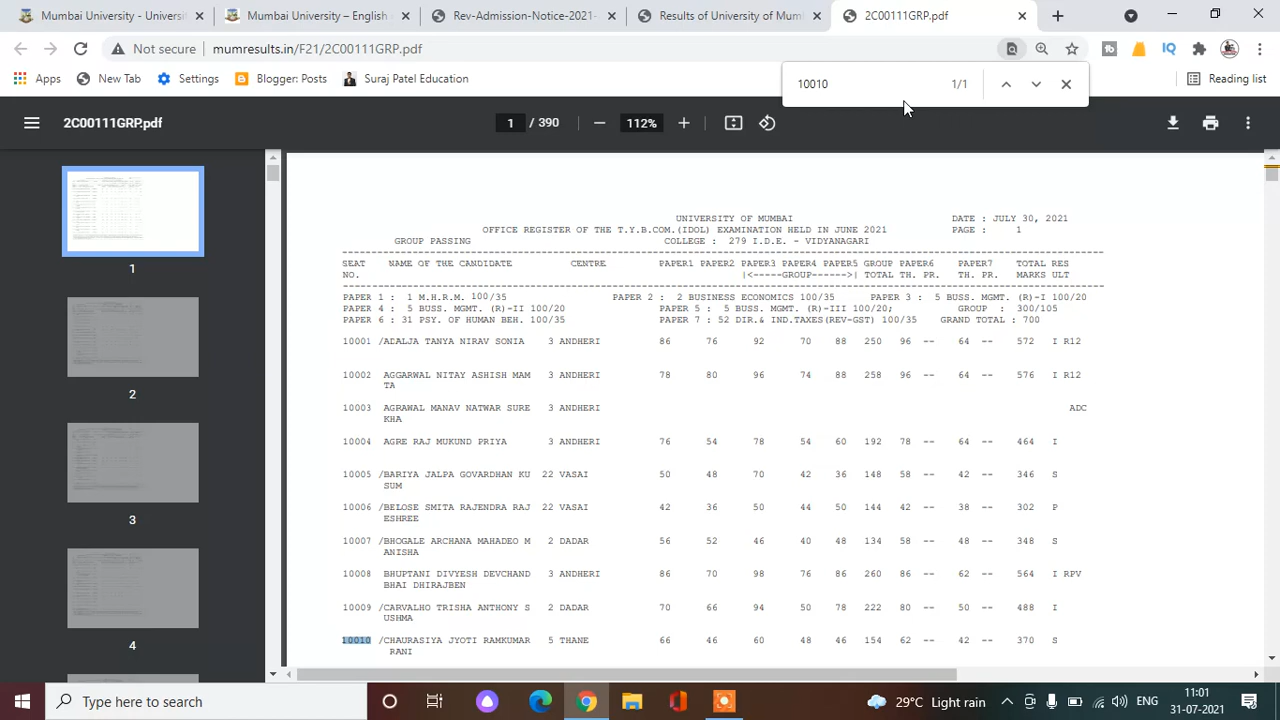 Mumbai University - Universi
Mumbai University – English
Rev-Admission-Notice-2021-
Results of University of Mum
2C00111GRP.pdf
Not secure
mumresults.in/F21/2C00111GRP.pdf
Apps
New Tab
Settings
Blogger: Posts
Suraj Patel Education
Reading list
10010
1/1
2C00111GRP.pdf
1 / 390
112%
1
2
3
4
UNIVERSITY OF MUMBAI DATE : JULY 30, 2021
OFFICE REGISTER OF THE T.Y.B.COM.(IDOL) EXAMINATION HELD IN JUNE 2021 PAGE : 1
GROUP PASSING COLLEGE : 279 I.D.E. - VIDYANAGARI
SEAT NAME OF THE CANDIDATE CENTRE PAPER1 PAPER2 PAPER3 PAPER4 PAPER5 GROUP PAPER6 PAPER7 TOTAL RES
NO. |<-----GROUP------>| TOTAL TH. PR. TH. PR. MARKS ULT
PAPER 1 : 1 M.H.R.M. 100/35 PAPER 2 : 2 BUSINESS ECONOMICS 100/35 PAPER 3 : 5 BUSS. MGMT. (R)-I 100/20
PAPER 4 : 5 BUSS. MGMT. (R)-II 100/20 PAPER 5 : 5 BUSS. MGMT. (R)-III 100/20; GROUP : 300/105
PAPER 6 : 31 PSY. OF HUMAN BEH. 100/35 PAPER 7 : 52 DIR.& IND.TAXES(REV-GST) 100/35 GRAND TOTAL : 700
10001 /ADALJA TANYA NIRAV SONIA 3 ANDHERI 86 76 92 70 88 250 96 -- 64 -- 572 I R12
10002 AGGARWAL NITAY ASHISH MAM 3 ANDHERI 78 80 96 74 88 258 96 -- 64 -- 576 I R12
TA
10003 AGRAWAL MANAV NATWAR SURE 3 ANDHERI ADC
KHA
10004 AGRE RAJ MUKUND PRIYA 3 ANDHERI 76 54 78 54 60 192 78 -- 64 -- 464 I
10005 /BARIYA JALPA GOVARDHAN KU 22 VASAI 50 48 70 42 36 148 58 -- 42 -- 346 S
SUM
10006 /BELOSE SMITA RAJENDRA RAJ 22 VASAI 42 36 50 44 50 144 42 -- 38 -- 302 P
ESHREE
10007 /BHOGALE ARCHANA MAHADEO M 2 DADAR 56 52 46 40 48 134 58 -- 48 -- 348 S
ANISHA
10008 BHUPTANI DIVYESH DEVCHAND 3 ANDHERI 86 70 98 76 86 260 86 -- 62 -- 564 I RPV
BHAI DHIRAJBEN
10009 /CARVALHO TRISHA ANTHONY S 2 DADAR 70 66 94 50 78 222 80 -- 50 -- 488 I
USHMA
10010 /CHAURASIYA JYOTI RAMKUMAR 5 THANE 66 46 60 48 46 154 62 -- 42 -- 370 S
RANI
Type here to search
29°C Light rain
ENG
11:01
31-07-2021